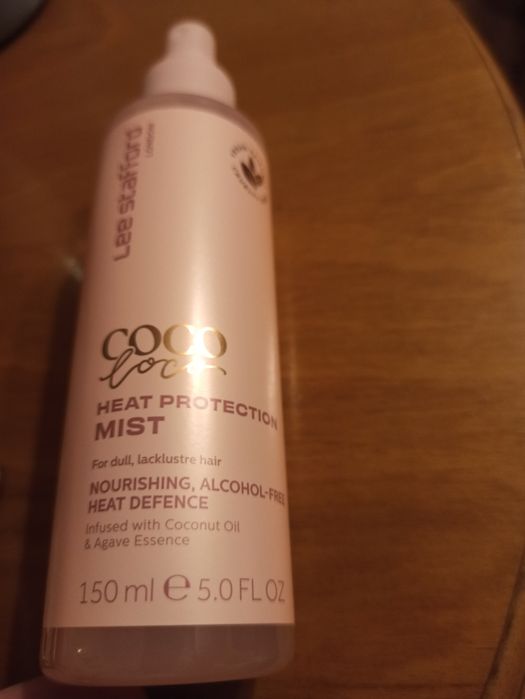 Lee Stafford
LONDON
COCO
loco
HEAT PROTECTION
MIST
For dull, lacklustre hair
NOURISHING, ALCOHOL-FREE
HEAT DEFENCE
Infused with Coconut Oil
& Agave Essence
150 ml e 5.0 FL OZ